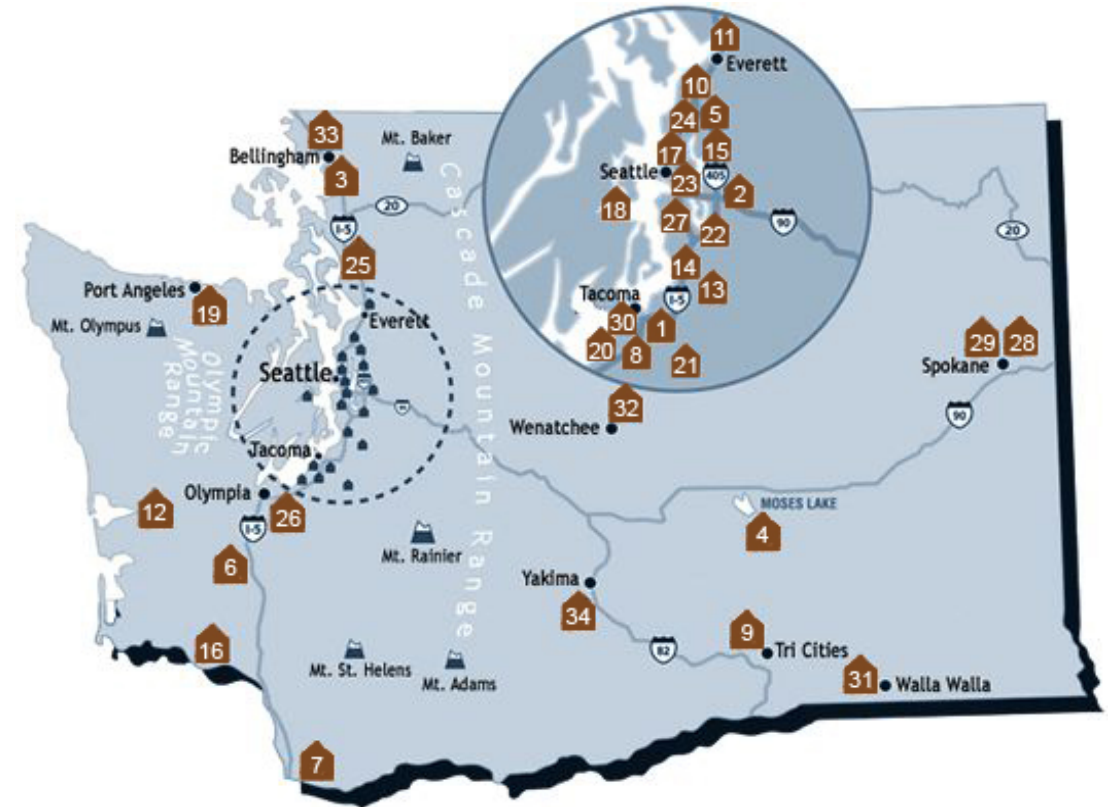 11
Everett
10
24
5
17
15
Seattle
405
23
2
18
27
22
90
14
13
Tacoma
I-5
30
1
20
8
21
33
Bellingham
3
Mt. Baker
20
I-5
25
Cascade Mountain Range
20
Port Angeles
19
Mt. Olympus
Olympic
Mountain
Range
Everett
Seattle
Tacoma
Olympia
26
12
I-5
6
Mt. Rainier
32
Wenatchee
29
28
Spokane
90
MOSES LAKE
4
Yakima
34
82
9
Tri Cities
31
Walla Walla
16
Mt. St. Helens
Mt. Adams
7